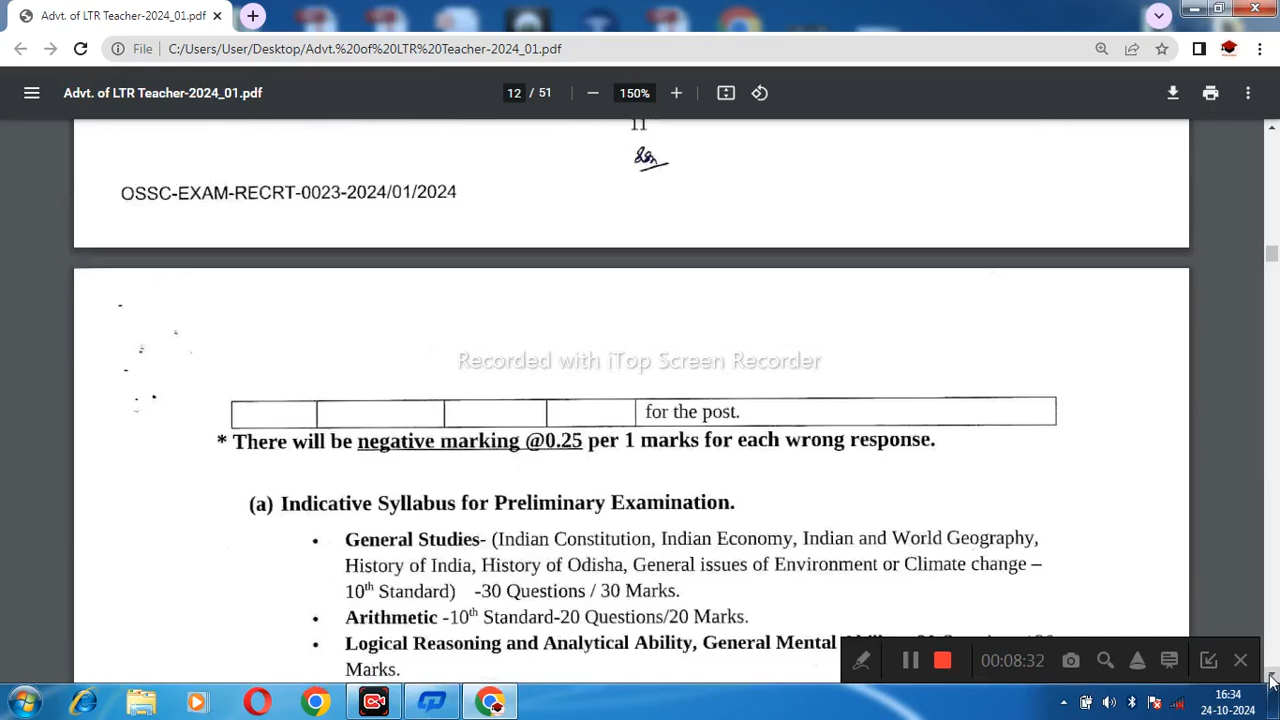 Advt. of LTR Teacher-2024_01.pdf
File C:/Users/User/Desktop/Advt.%20of%20LTR%20Teacher-2024_01.pdf
Advt. of LTR Teacher-2024_01.pdf 12 / 51 150%
11
OSSC-EXAM-RECRT-0023-2024/01/2024
Recorded with iTop Screen Recorder
for the post.
* There will be negative marking @0.25 per 1 marks for each wrong response.
(a) Indicative Syllabus for Preliminary Examination.
• General Studies- (Indian Constitution, Indian Economy, Indian and World Geography,
History of India, History of Odisha, General issues of Environment or Climate change –
10th Standard) -30 Questions / 30 Marks.
• Arithmetic -10th Standard-20 Questions/20 Marks.
• Logical Reasoning and Analytical Ability, General Mental
Marks.
00:08:32
16:34
24-10-2024